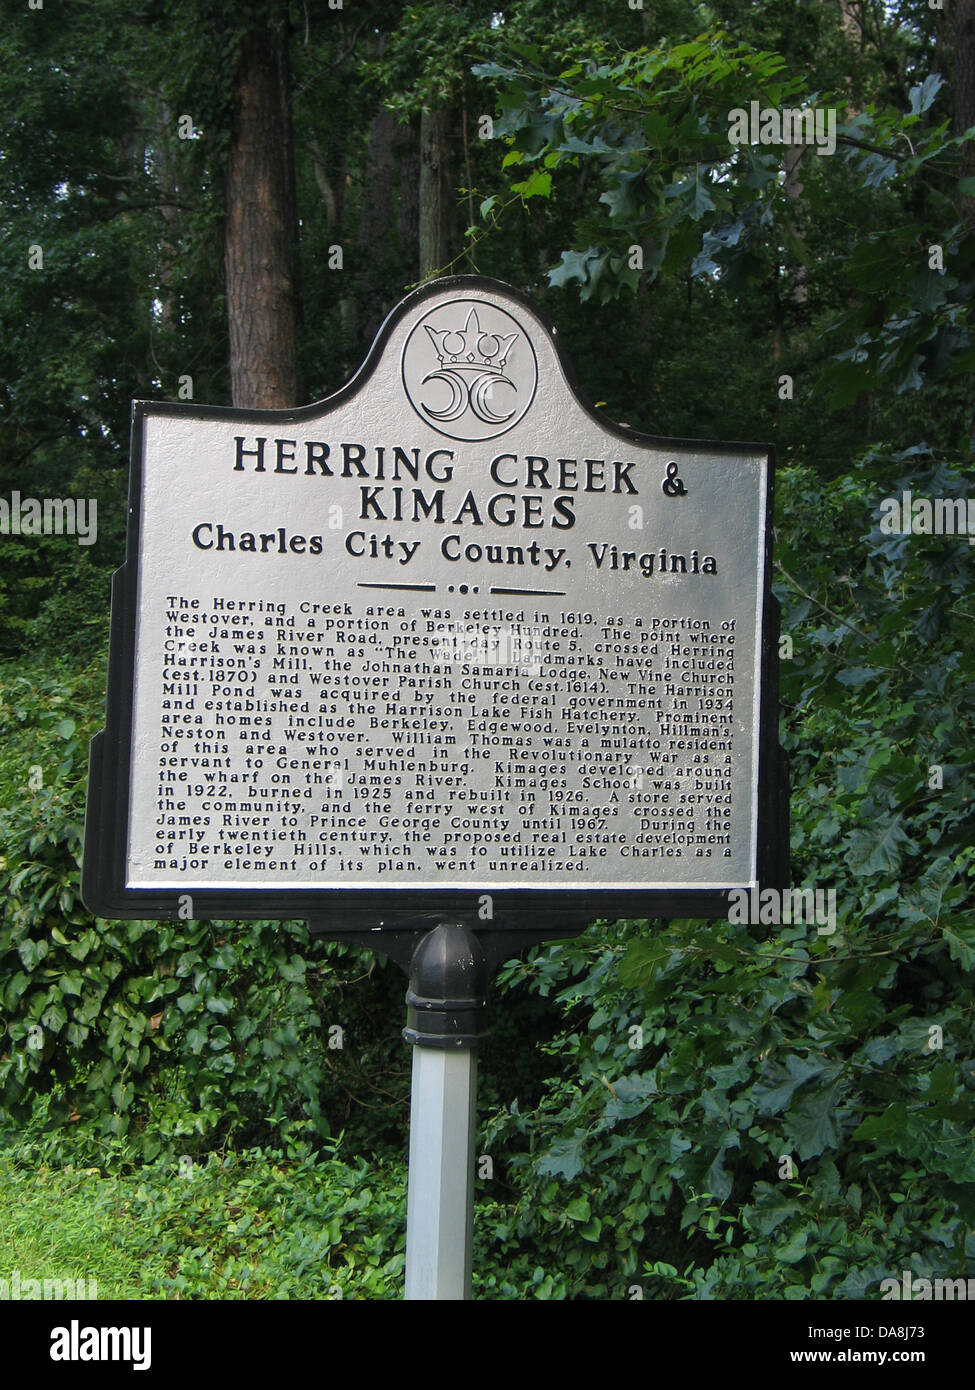 HERRING CREEK &
KIMAGES
Charles City County, Virginia
The Herring Creek area was settled in 1619, as a portion of
Westover, and a portion of Berkeley Hundred. The point where
the James River Road, present-day Route 5, crossed Herring
Creek was known as "The Wade." Landmarks have included
Harrison's Mill, the Johnathan Samaria Lodge, New Vine Church
(est.1870) and Westover Parish Church (est.1614). The Harrison
Mill Pond was acquired by the federal government in 1934
and established as the Harrison Lake Fish Hatchery. Prominent
area homes include Berkeley, Edgewood, Evelynton, Hillman's,
Neston and Westover. William Thomas was a mulatto resident
of this area who served in the Revolutionary War as a
servant to General Muhlenburg. Kimages developed around
the wharf on the James River. Kimages School was built
in 1922, burned in 1925 and rebuilt in 1926. A store served
the community, and the ferry west of Kimages crossed the
James River to Prince George County until 1967. During the
early twentieth century, the proposed real estate development
of Berkeley Hills, which was to utilize Lake Charles as a
major element of its plan, went unrealized.
alamy
a
alamy stock photo
DA8J73
www.alamy.com